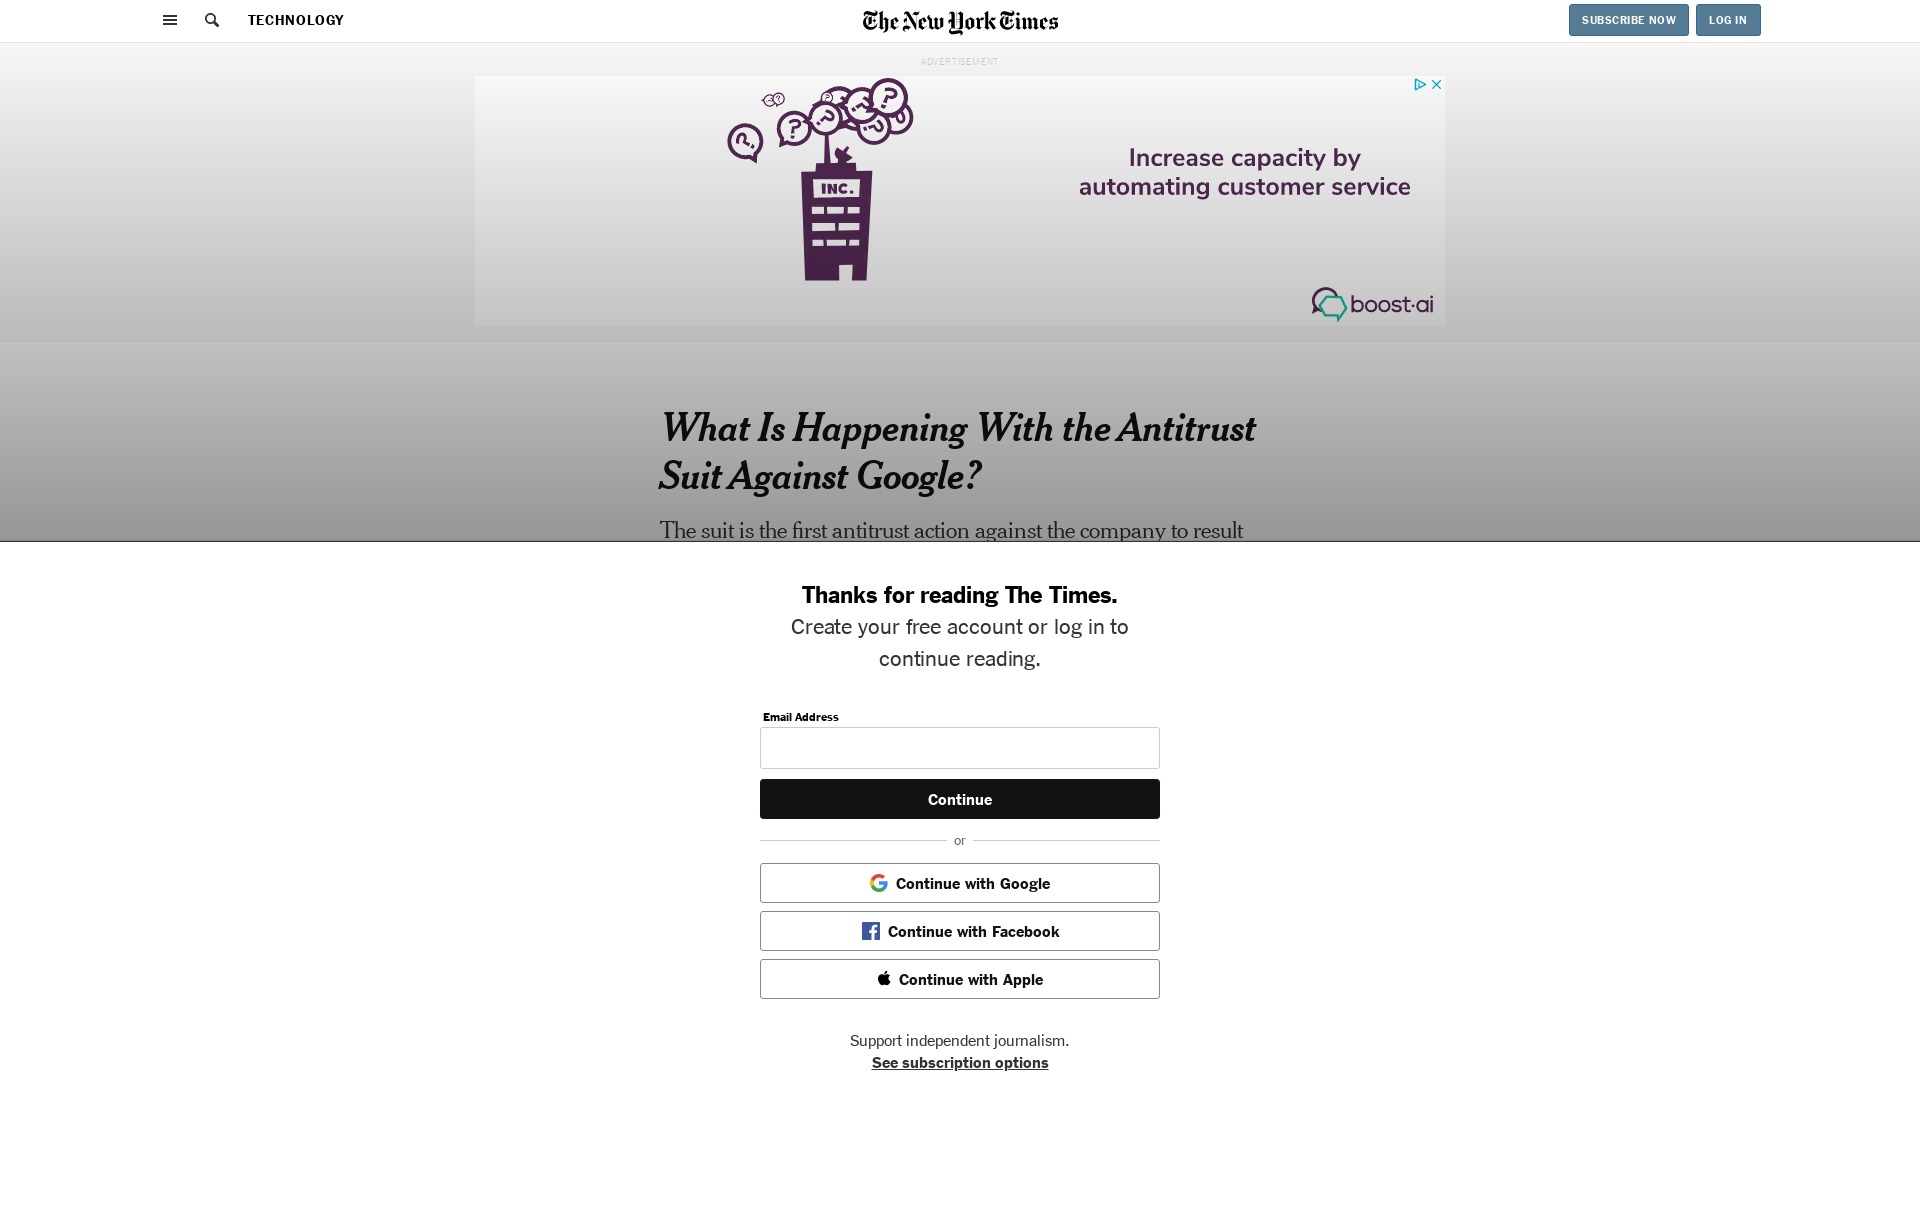 TECHNOLOGY
The New York Times
SUBSCRIBE NOW
LOG IN
ADVERTISEMENT
INC.
Increase capacity by
automating customer service
boost.ai
What Is Happening With the Antitrust
Suit Against Google?
The suit is the first antitrust action against the company to result
Thanks for reading The Times.
Create your free account or log in to
continue reading.
Email Address
Continue
or
Continue with Google
Continue with Facebook
Continue with Apple
Support independent journalism.
See subscription options